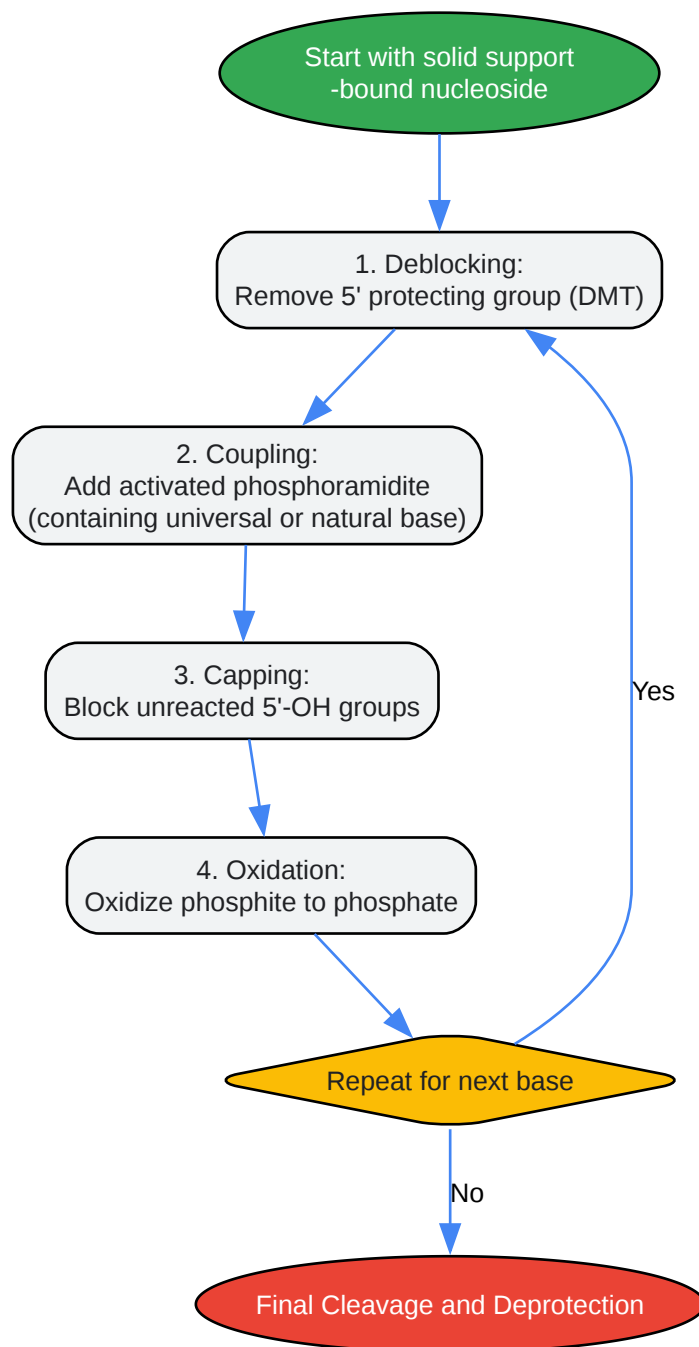 Start with solid support
-bound nucleoside
1. Deblocking:
Remove 5' protecting group (DMT)
2. Coupling:
Add activated phosphoramidite
(containing universal or natural base)
3. Capping:
Block unreacted 5'-OH groups
Yes
4. Oxidation:
Oxidize phosphite to phosphate
Repeat for next base
No
Final Cleavage and Deprotection